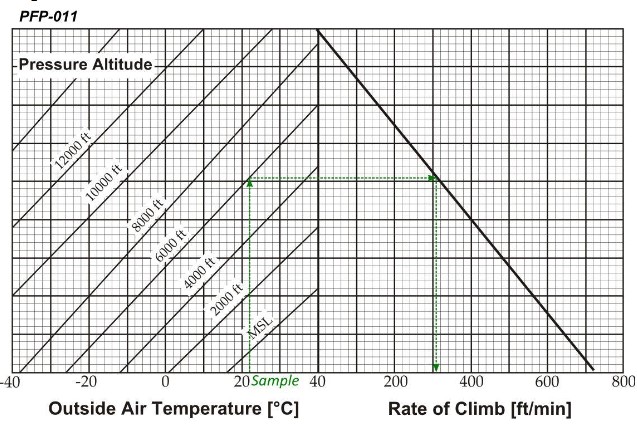 PFP-011
Pressure Altitude
12000 ft
10000 ft
8000 ft
6000 ft
4000 ft
2000 ft
MSL
-40 -20 0 20 Sample 40 200 400 600 800
Outside Air Temperature [°C] Rate of Climb [ft/min]